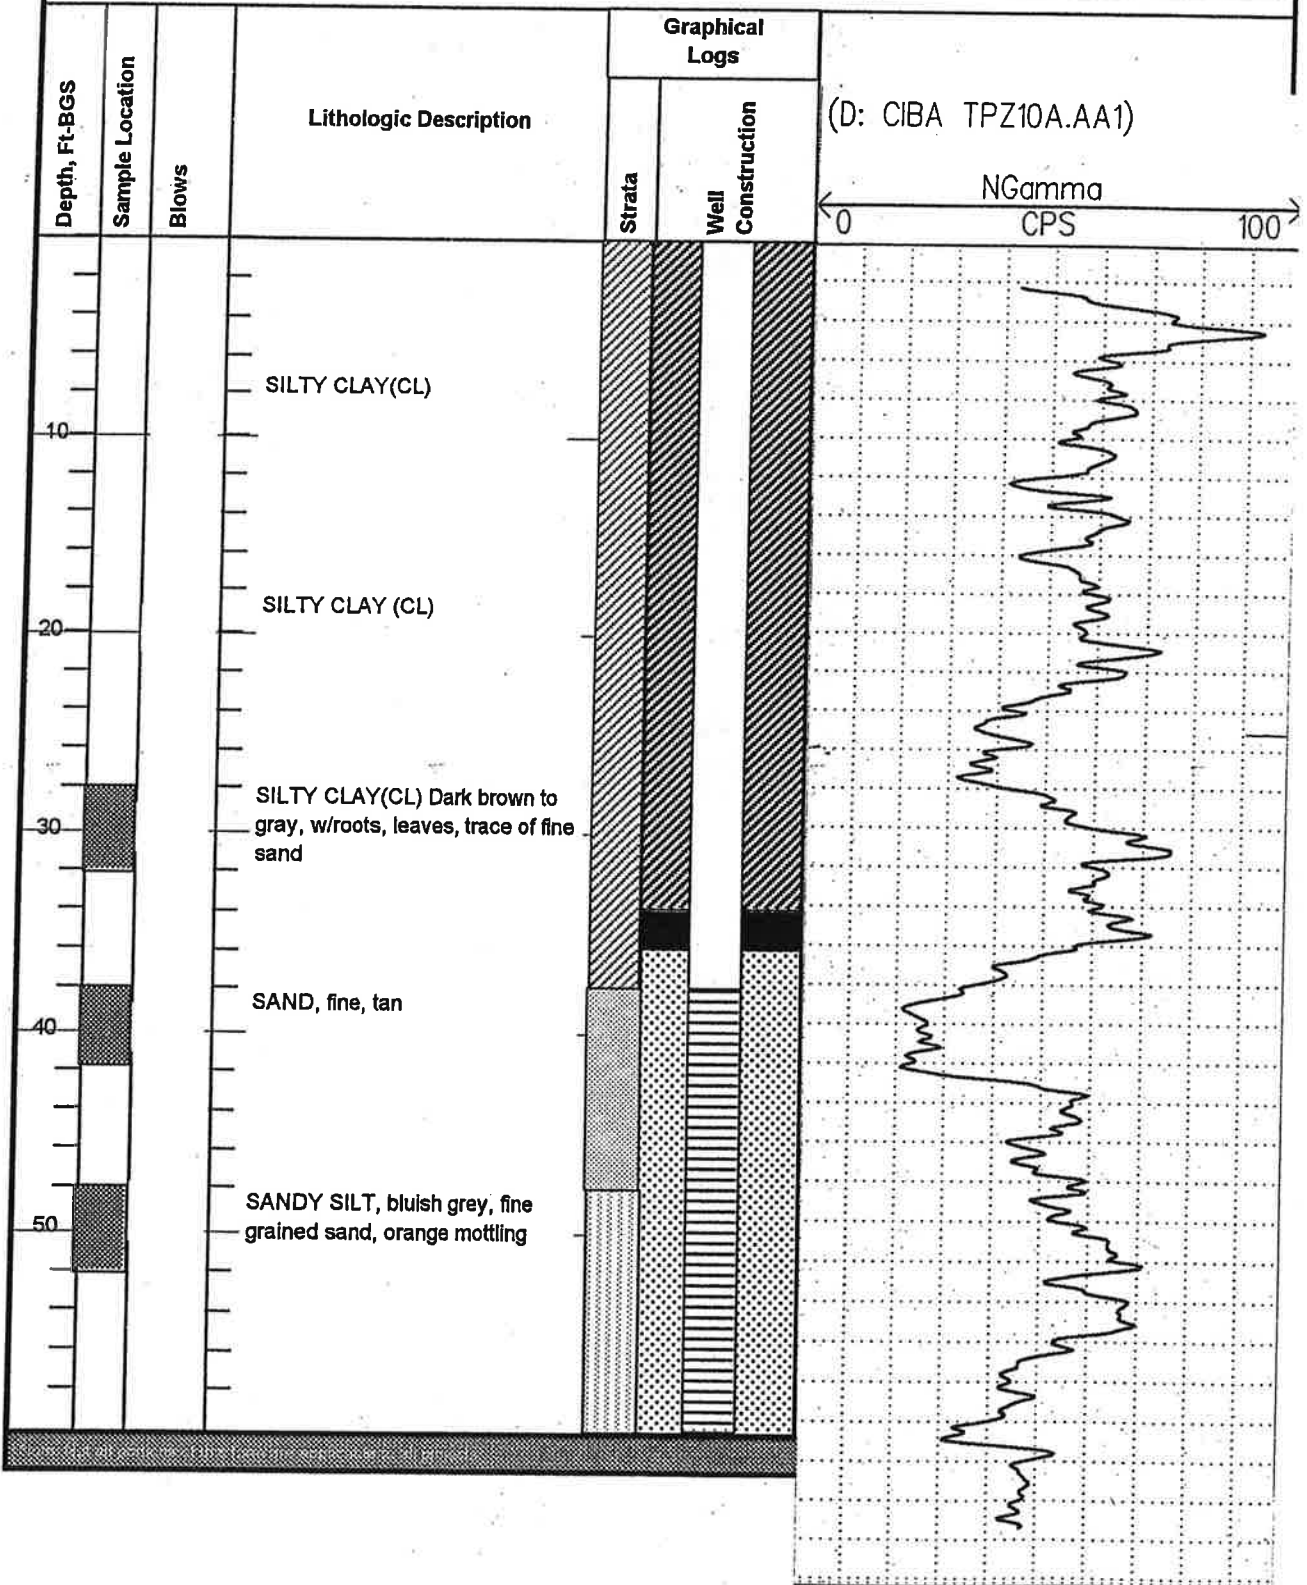 Graphical
Logs
Depth, Ft-BGS
Sample Location
Blows
Lithologic Description
Strata
Well
Construction
(D: CIBA TPZ10A.AA1)
NGamma
0 CPS 100
SILTY CLAY(CL)
10
SILTY CLAY (CL)
20
SILTY CLAY(CL) Dark brown to
30
gray, w/roots, leaves, trace of fine
sand
SAND, fine, tan
40
SANDY SILT, bluish grey, fine
50
grained sand, orange mottling